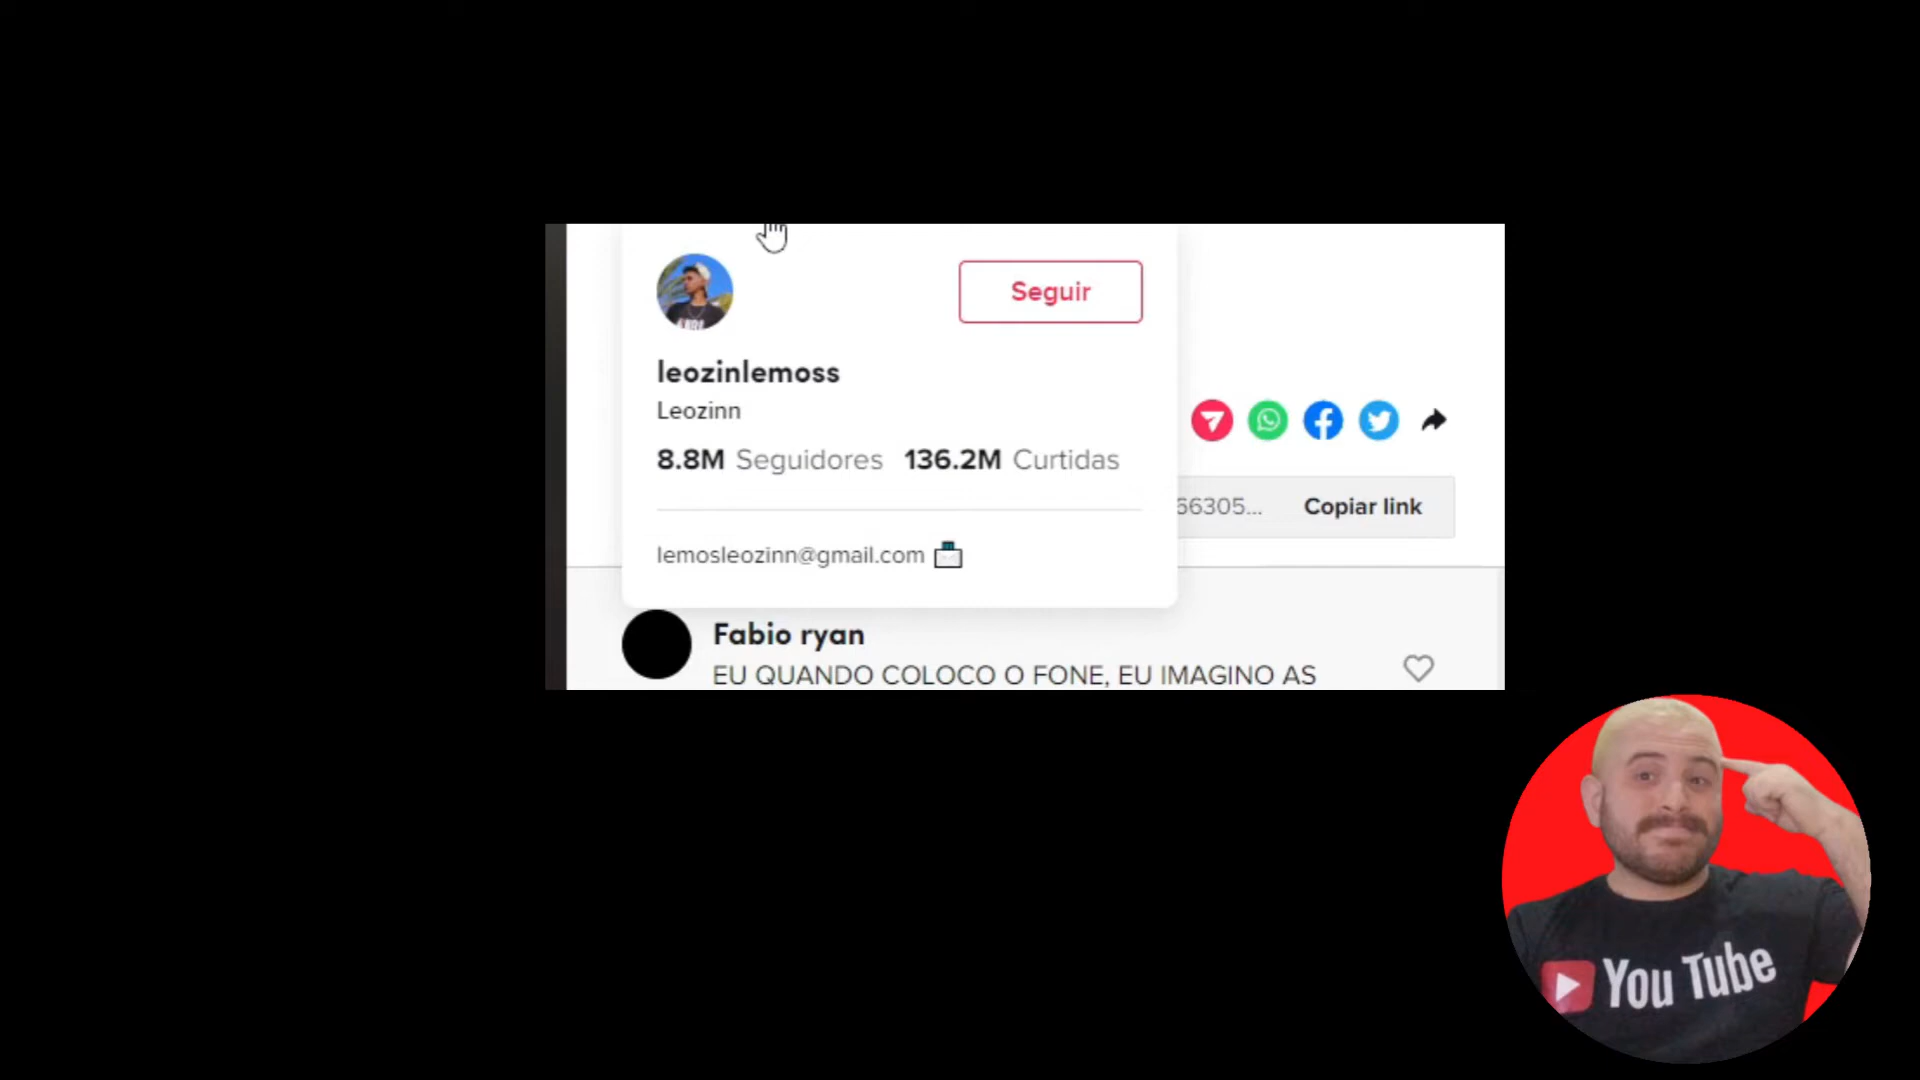 Seguir
leozinlemoss
Leozinn
8.8M Seguidores 136.2M Curtidas
66305... Copiar link
lemosleozinn@gmail.com
Fabio ryan
EU QUANDO COLOCO O FONE, EU IMAGINO AS
You Tube